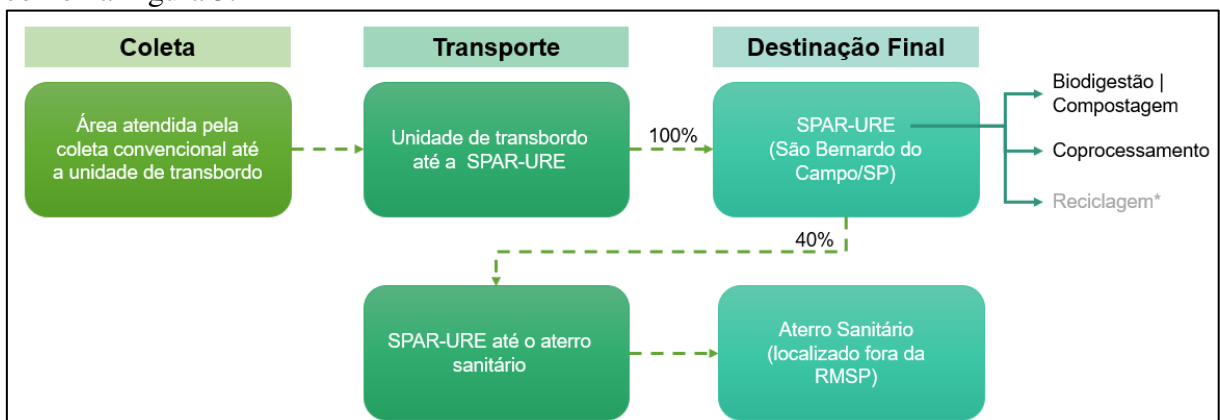 Coleta
Transporte
Destinação Final
Área atendida pela
coleta convencional até
a unidade de transbordo
Unidade de transbordo
até a SPAR-URE
100%
SPAR-URE
(São Bernardo do
Campo/SP)
Biodigestão |
Compostagem
Coprocessamento
Reciclagem*
40%
SPAR-URE até o aterro
sanitário
Aterro Sanitário
(localizado fora da
RMSP)